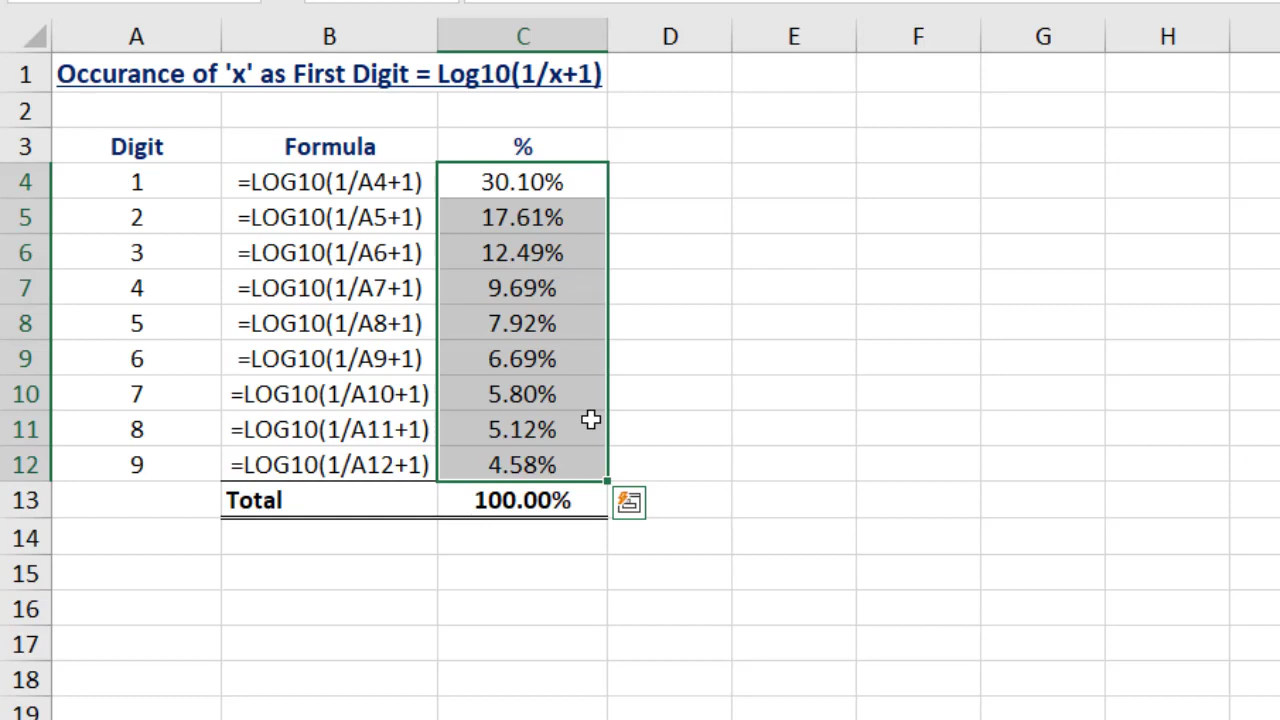 A B C D E F G H
1 Occurance of 'x' as First Digit = Log10(1/x+1)
2
3 Digit Formula %
4 1 =LOG10(1/A4+1) 30.10%
5 2 =LOG10(1/A5+1) 17.61%
6 3 =LOG10(1/A6+1) 12.49%
7 4 =LOG10(1/A7+1) 9.69%
8 5 =LOG10(1/A8+1) 7.92%
9 6 =LOG10(1/A9+1) 6.69%
10 7 =LOG10(1/A10+1) 5.80%
11 8 =LOG10(1/A11+1) 5.12%
12 9 =LOG10(1/A12+1) 4.58%
13 Total 100.00%
14
15
16
17
18
19